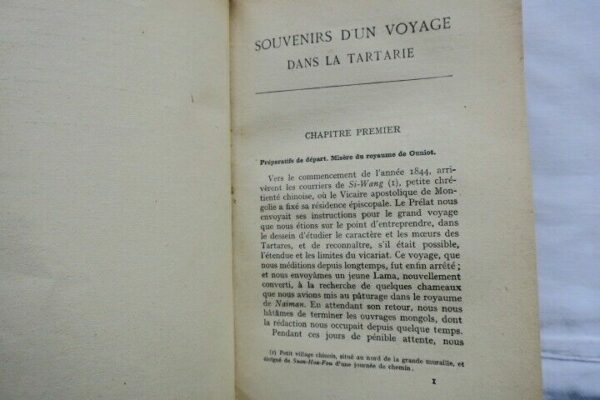 SOUVENIRS D'UN VOYAGE
DANS LA TARTARIE
CHAPITRE PREMIER
Préparatifs de départ. Misère du royaume de Ouniot.
Vers le commencement de l'année 1844, arri-
vèrent les courriers de Si-Wang (1), petite chré-
tienté chinoise, où le Vicaire apostolique de Mon-
golie a fixé sa résidence épiscopale. Le Prélat nous
envoyait ses instructions pour le grand voyage
que nous étions sur le point d'entreprendre, dans
le dessein d'étudier le caractère et les mœurs des
Tartares, et de reconnaître, s'il était possible,
l'étendue et les limites du vicariat. Ce voyage, que
nous méditions depuis longtemps, fut enfin arrêté ;
et nous envoyâmes un jeune Lama, nouvellement
converti, à la recherche de quelques chameaux
que nous avions mis au pâturage dans le royaume
de Naiman. En attendant son retour, nous nous
hâtâmes de terminer les ouvrages mongols, dont
la rédaction nous occupait depuis quelque temps.
Pendant ces jours de pénible attente, nous
(1) Petit village chinois, situé au nord de la grande muraille, et
éloigné de Suen-Hoa-Fou d'une journée de chemin.
1